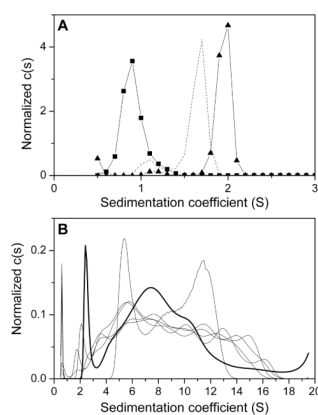 A
Normalized c(s)
4
2
0
0 1 2 3
Sedimentation coefficient (S)
B
Normalized c(s)
0.2
0.1
0.0
0 2 4 6 8 10 12 14 16 18 20
Sedimentation coefficient (S)